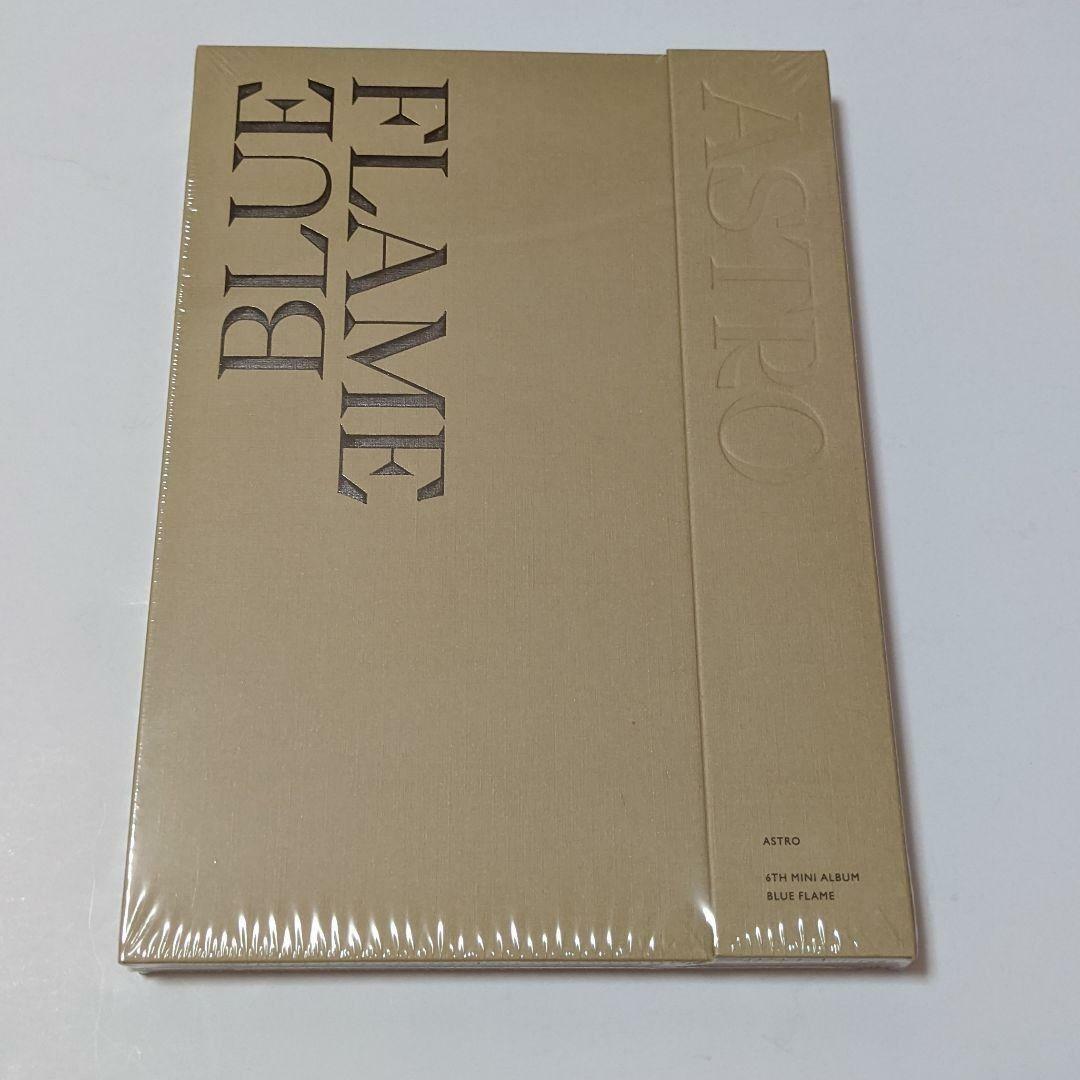 BLUE
FLAME
ASTRO
ASTRO
6TH MINI ALBUM
BLUE FLAME